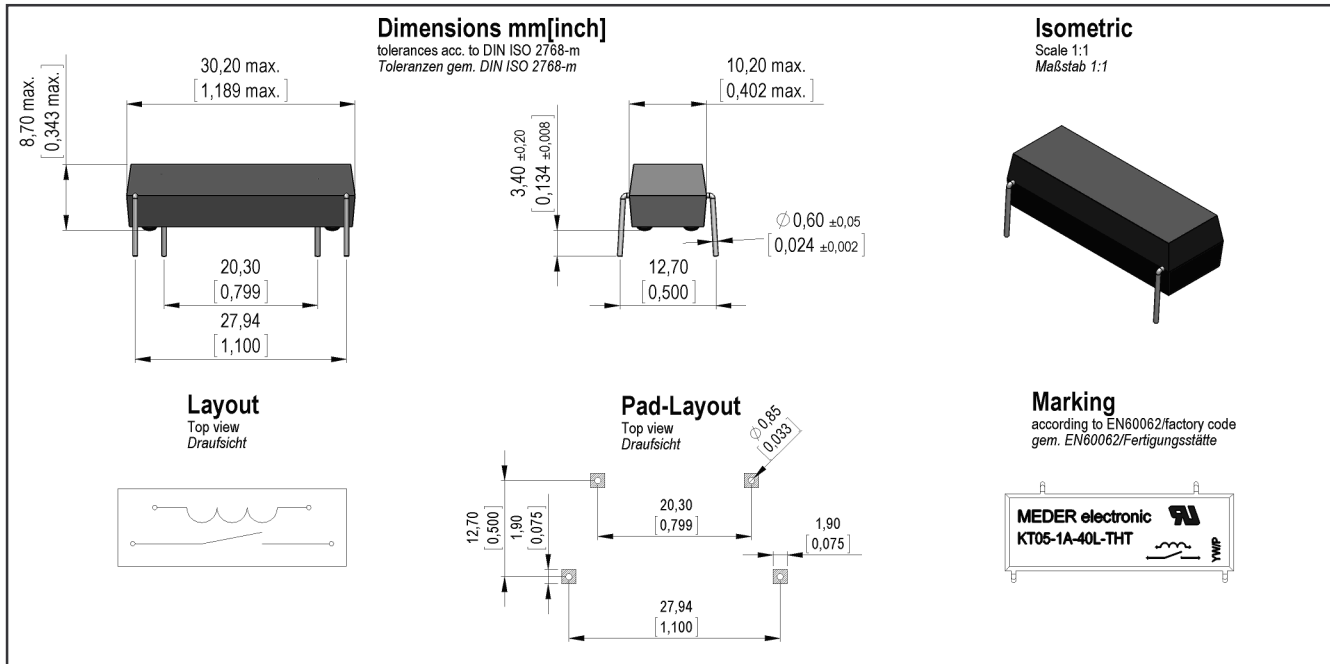 Dimensions mm[inch]
tolerances acc. to DIN ISO 2768-m
Toleranzen gem. DIN ISO 2768-m
30,20 max.
[1,189 max.]
8,70 max.
[0,343 max.]
10,20 max.
[0,402 max.]
3,40 ±0,20
[0,134 ±0,008]
∅ 0,60 ±0,05
[0,024 ±0,002]
20,30
[0,799]
27,94
[1,100]
12,70
[0,500]
Isometric
Scale 1:1
Maßstab 1:1
Layout
Top view
Draufsicht
Pad-Layout
Top view
Draufsicht
∅ 0,85
[0,033]
12,70
[0,500]
1,90
[0,075]
20,30
[0,799]
1,90
[0,075]
27,94
[1,100]
Marking
according to EN60062/factory code
gem. EN60062/Fertigungsstätte
MEDER electronic
KT05-1A-40L-THT
YW/P